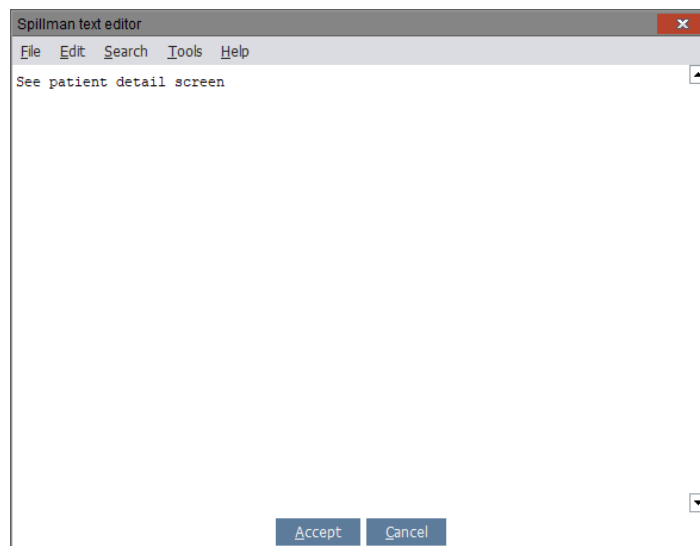 Spillman text editor
File Edit Search Tools Help
See patient detail screen
Accept Cancel